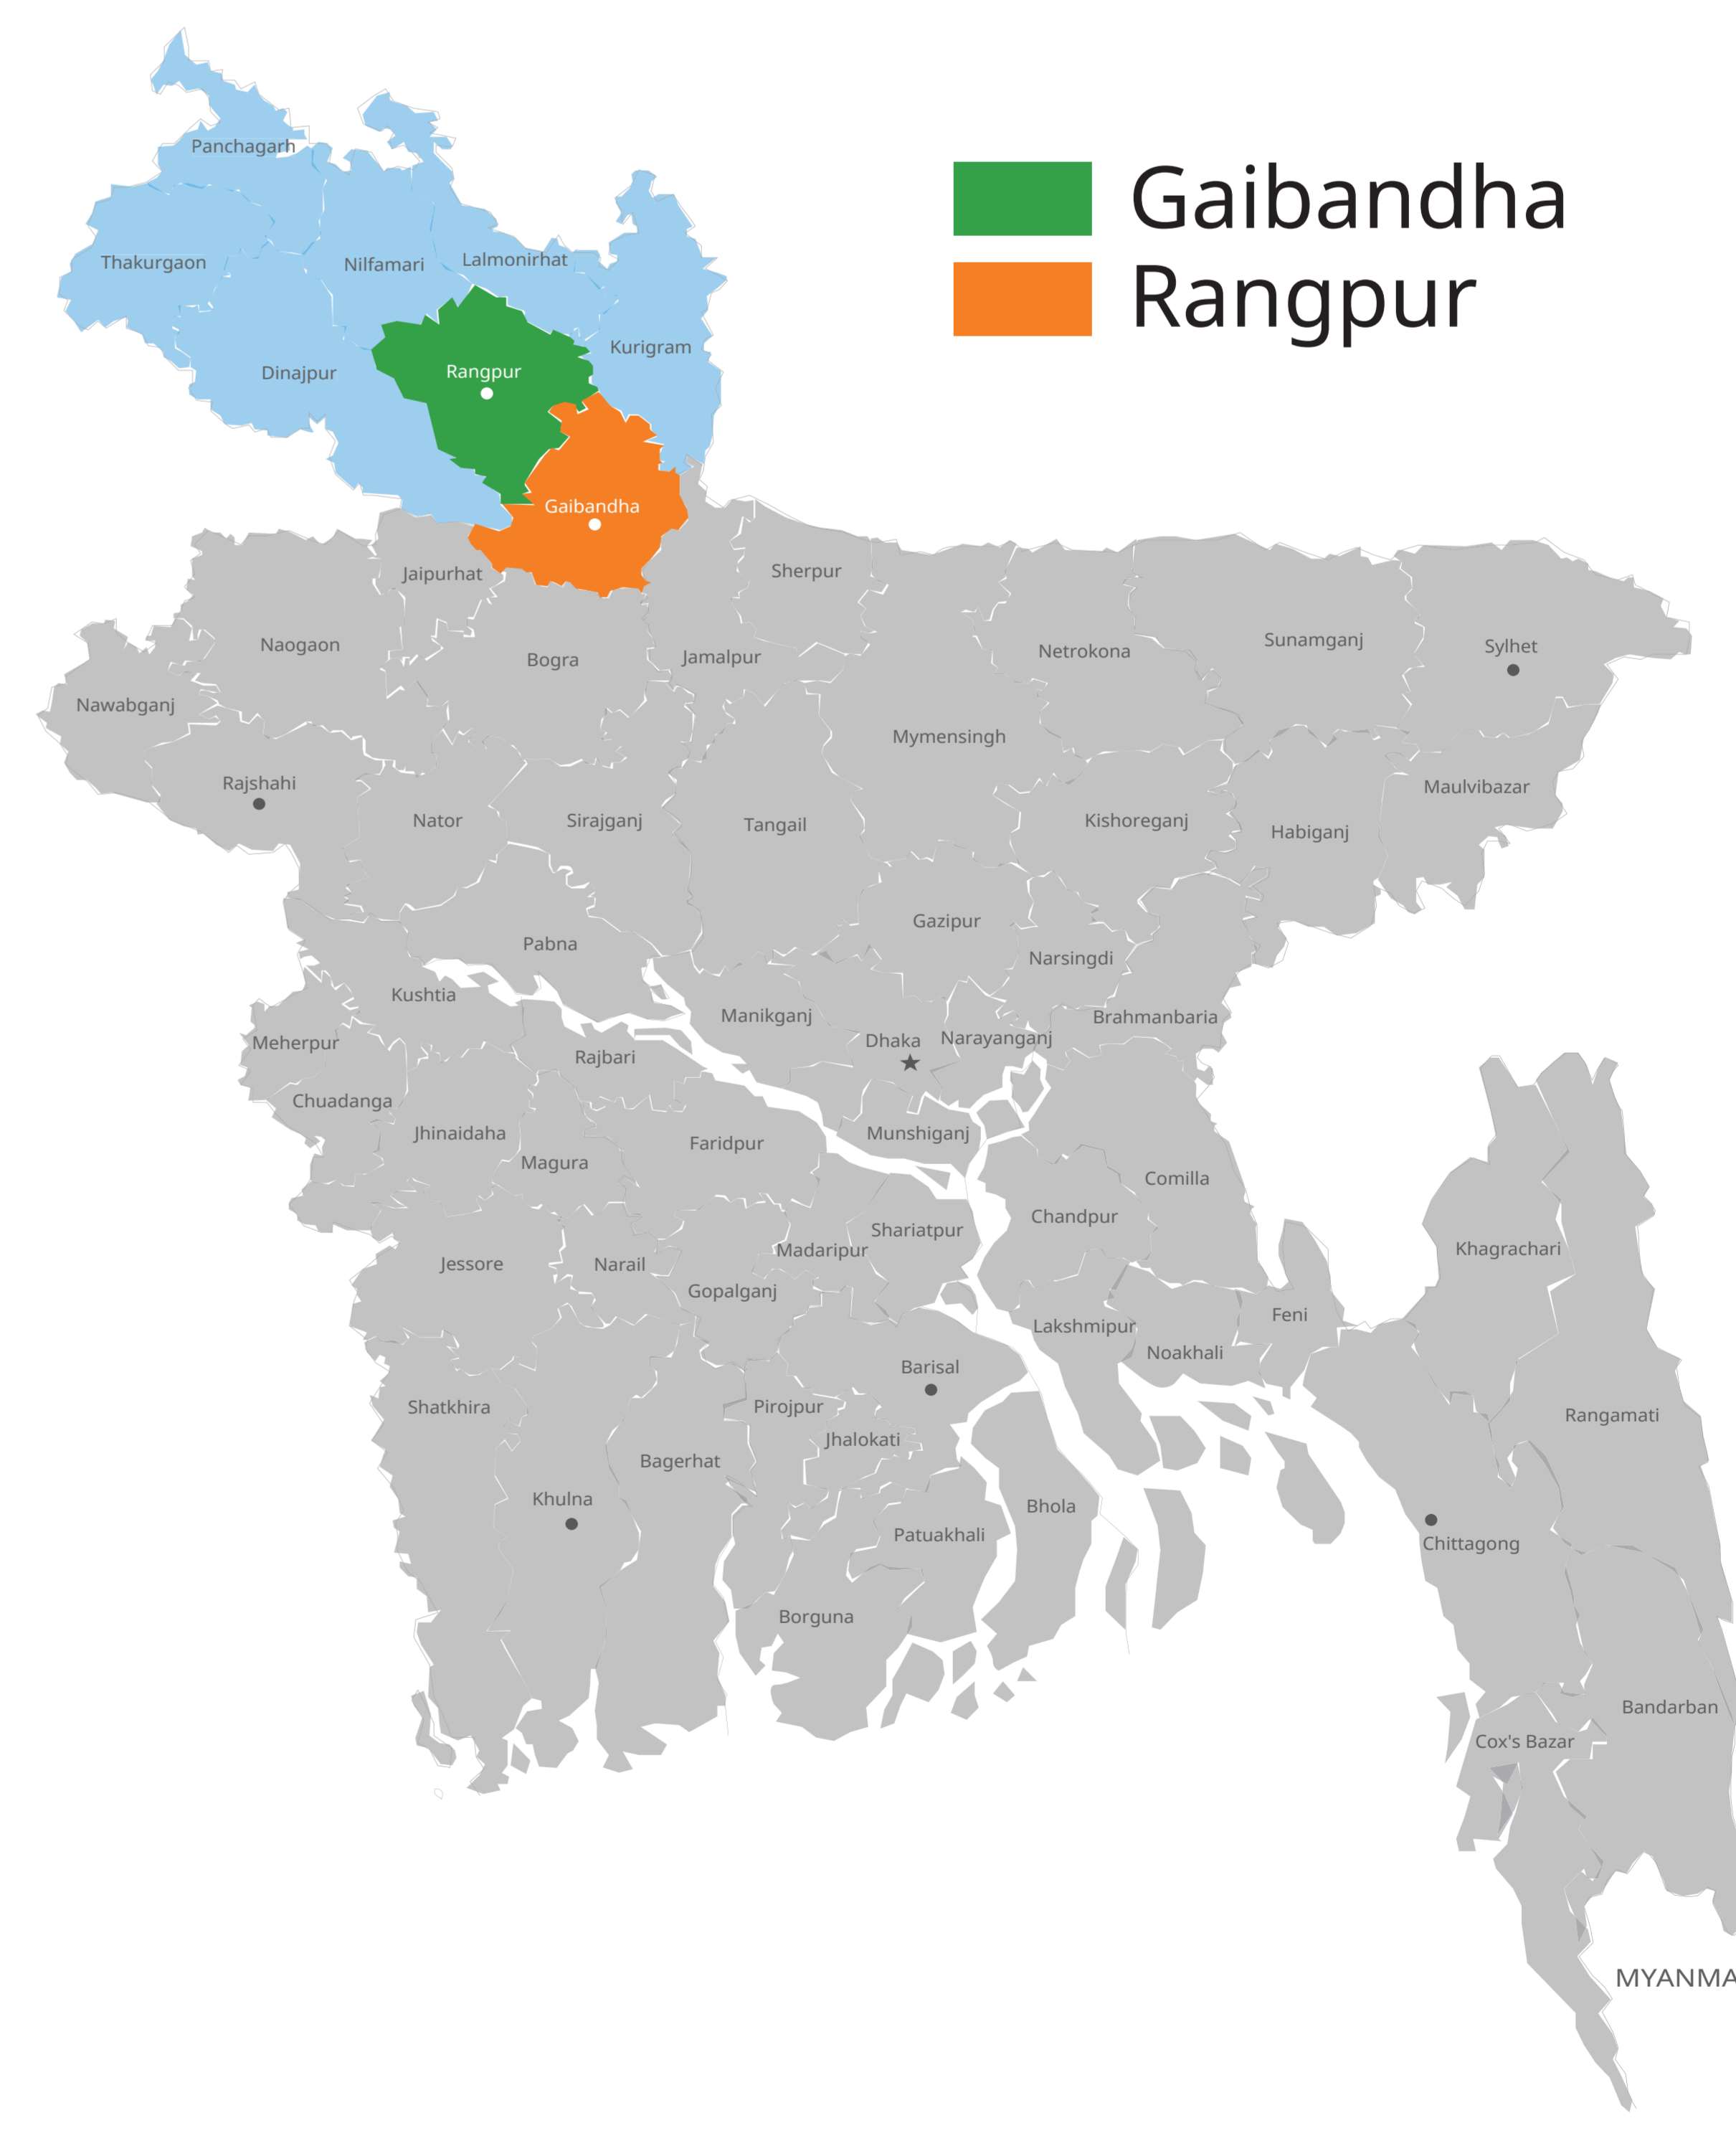 Gaibandha
Rangpur
Panchagarh
Thakurgaon
Nilfamari
Lalmonirhat
Dinajpur
Rangpur
Kurigram
Gaibandha
Jaipurhat
Sherpur
Naogaon
Bogra
Jamalpur
Netrokona
Sunamganj
Sylhet
Nawabganj
Mymensingh
Rajshahi
Nator
Sirajganj
Tangail
Kishoreganj
Habiganj
Maulvibazar
Pabna
Gazipur
Narsingdi
Kushtia
Manikganj
Brahmanbaria
Meherpur
Rajbari
Dhaka
Narayanganj
Chuadanga
Jhinaidaha
Magura
Faridpur
Munshiganj
Comilla
Chandpur
Shariatpur
Madaripur
Khagrachari
Jessore
Narail
Gopalganj
Lakshmipur
Noakhali
Feni
Barisal
Shatkhira
Pirojpur
Jhalokati
Rangamati
Bagerhat
Khulna
Patuakhali
Bhola
Chittagong
Borguna
Bandarban
Cox's Bazar
MYANMA